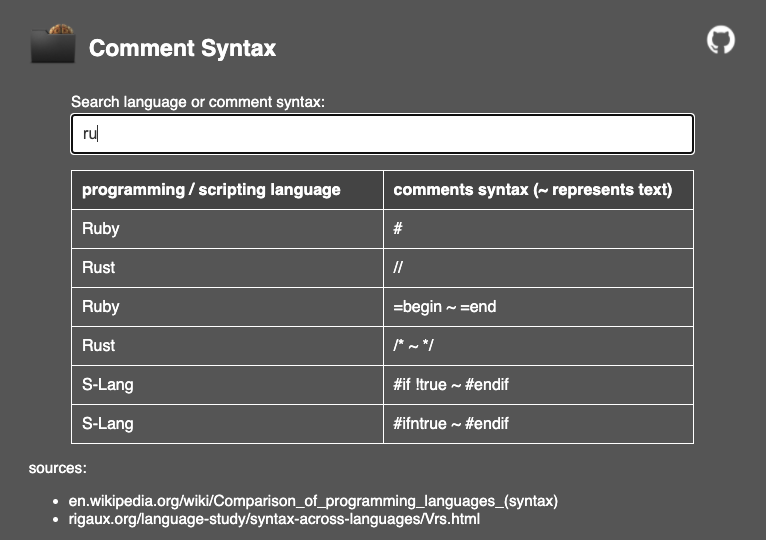 Comment Syntax
Search language or comment syntax:
ru
programming / scripting language comments syntax (~ represents text)
Ruby #
Rust //
Ruby =begin ~ =end
Rust /* ~ */
S-Lang #if !true ~ #endif
S-Lang #ifntrue ~ #endif
sources:
• en.wikipedia.org/wiki/Comparison_of_programming_languages_(syntax)
• rigaux.org/language-study/syntax-across-languages/Vrs.html